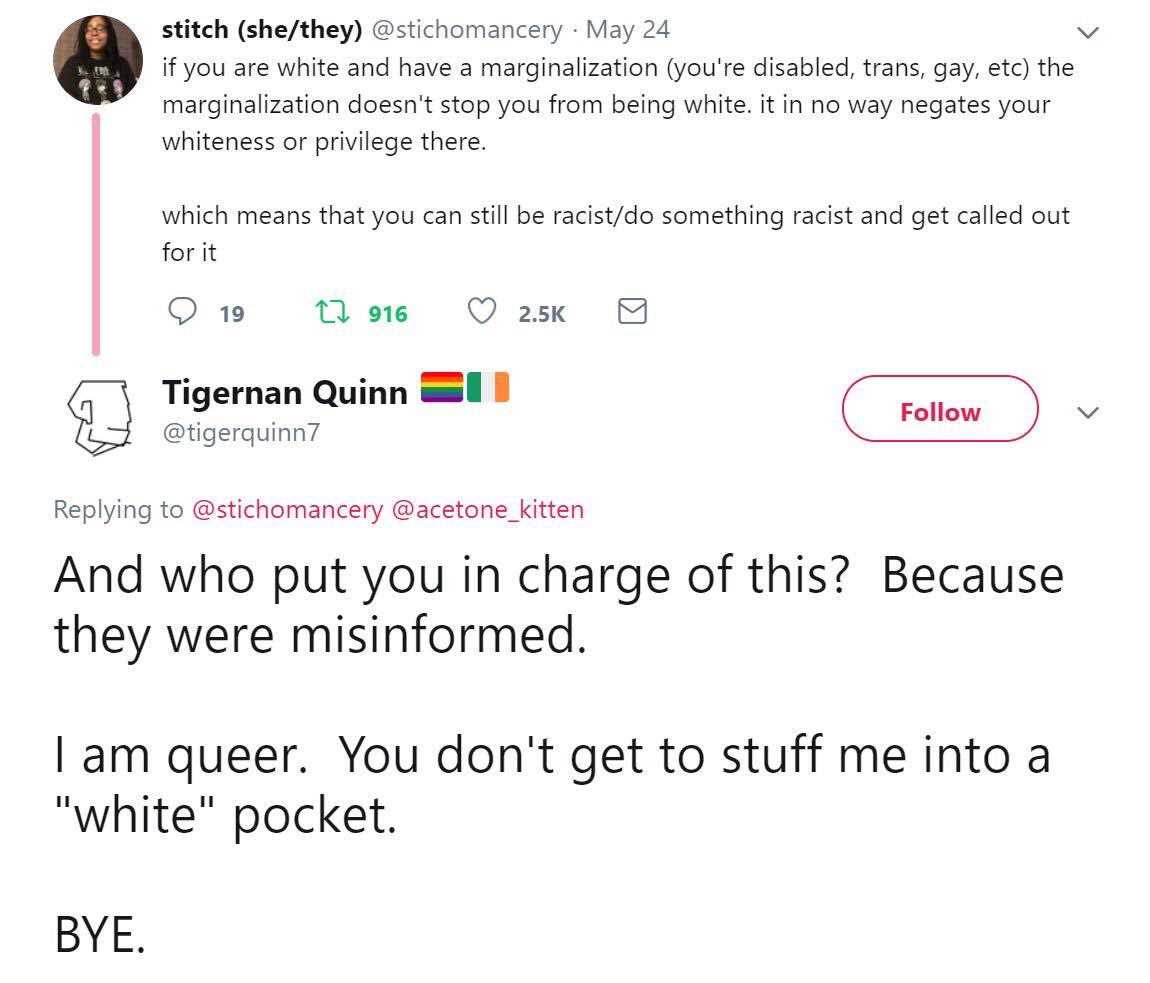 stitch (she/they) @stichomancery · May 24
if you are white and have a marginalization (you're disabled, trans, gay, etc) the
marginalization doesn't stop you from being white. it in no way negates your
whiteness or privilege there.
which means that you can still be racist/do something racist and get called out
for it
19 916 2.5K
Tigernan Quinn
Follow
@tigerquinn7
Replying to @stichomancery @acetone_kitten
And who put you in charge of this?  Because
they were misinformed.
I am queer.  You don't get to stuff me into a
"white" pocket.
BYE.